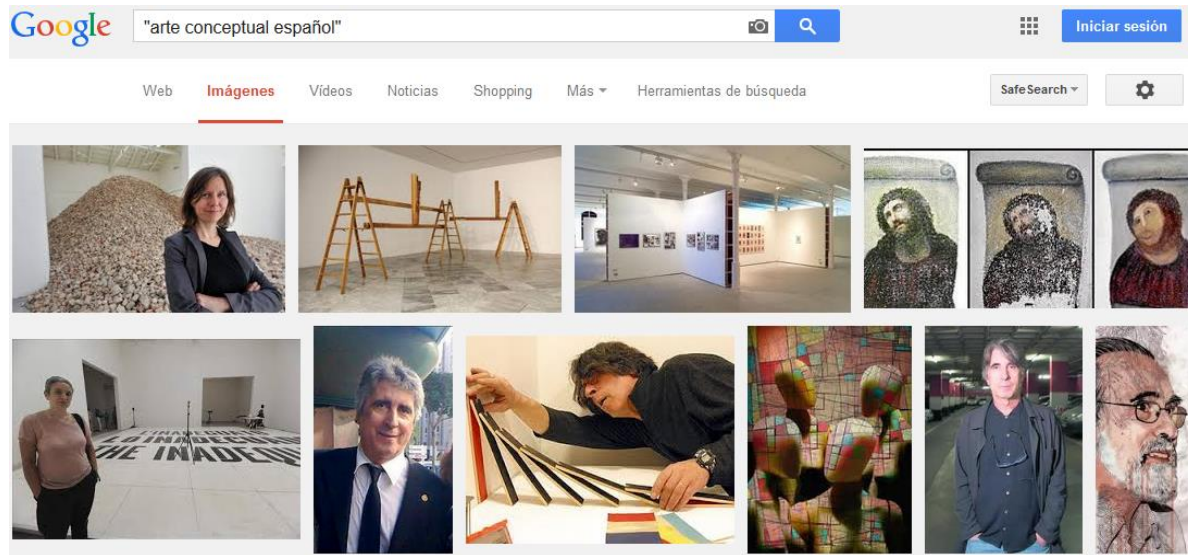 Google
"arte conceptual español"
Iniciar sesión
Web Imágenes Vídeos Noticias Shopping Más Herramientas de búsqueda
SafeSearch
THE INADEQU